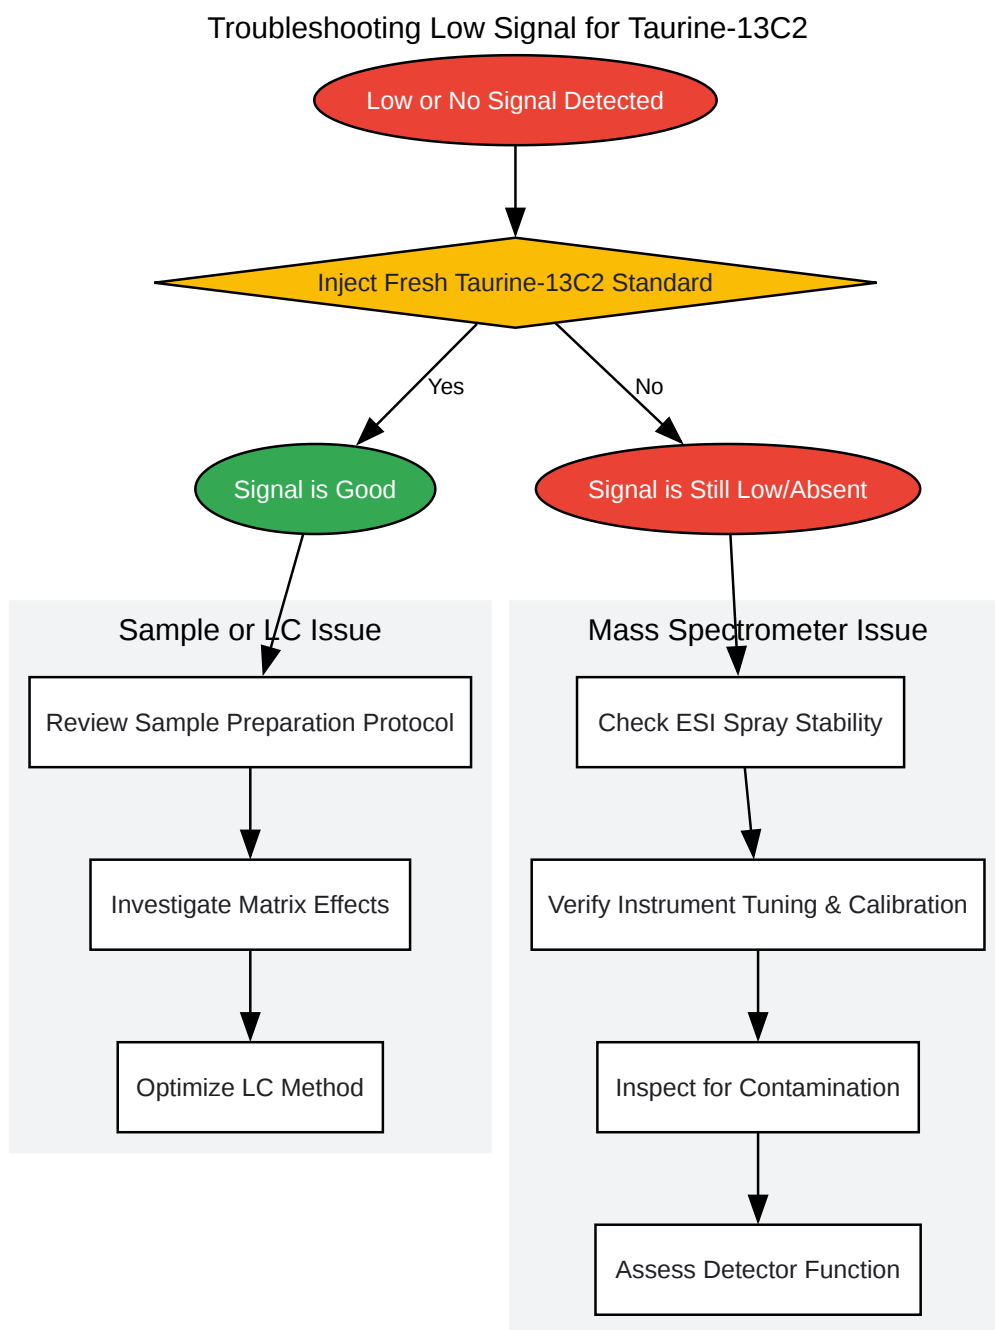 Troubleshooting Low Signal for Taurine-13C2
Low or No Signal Detected
Inject Fresh Taurine-13C2 Standard
Yes
No
Signal is Good
Signal is Still Low/Absent
Sample or LC Issue
Review Sample Preparation Protocol
Investigate Matrix Effects
Optimize LC Method
Mass Spectrometer Issue
Check ESI Spray Stability
Verify Instrument Tuning & Calibration
Inspect for Contamination
Assess Detector Function